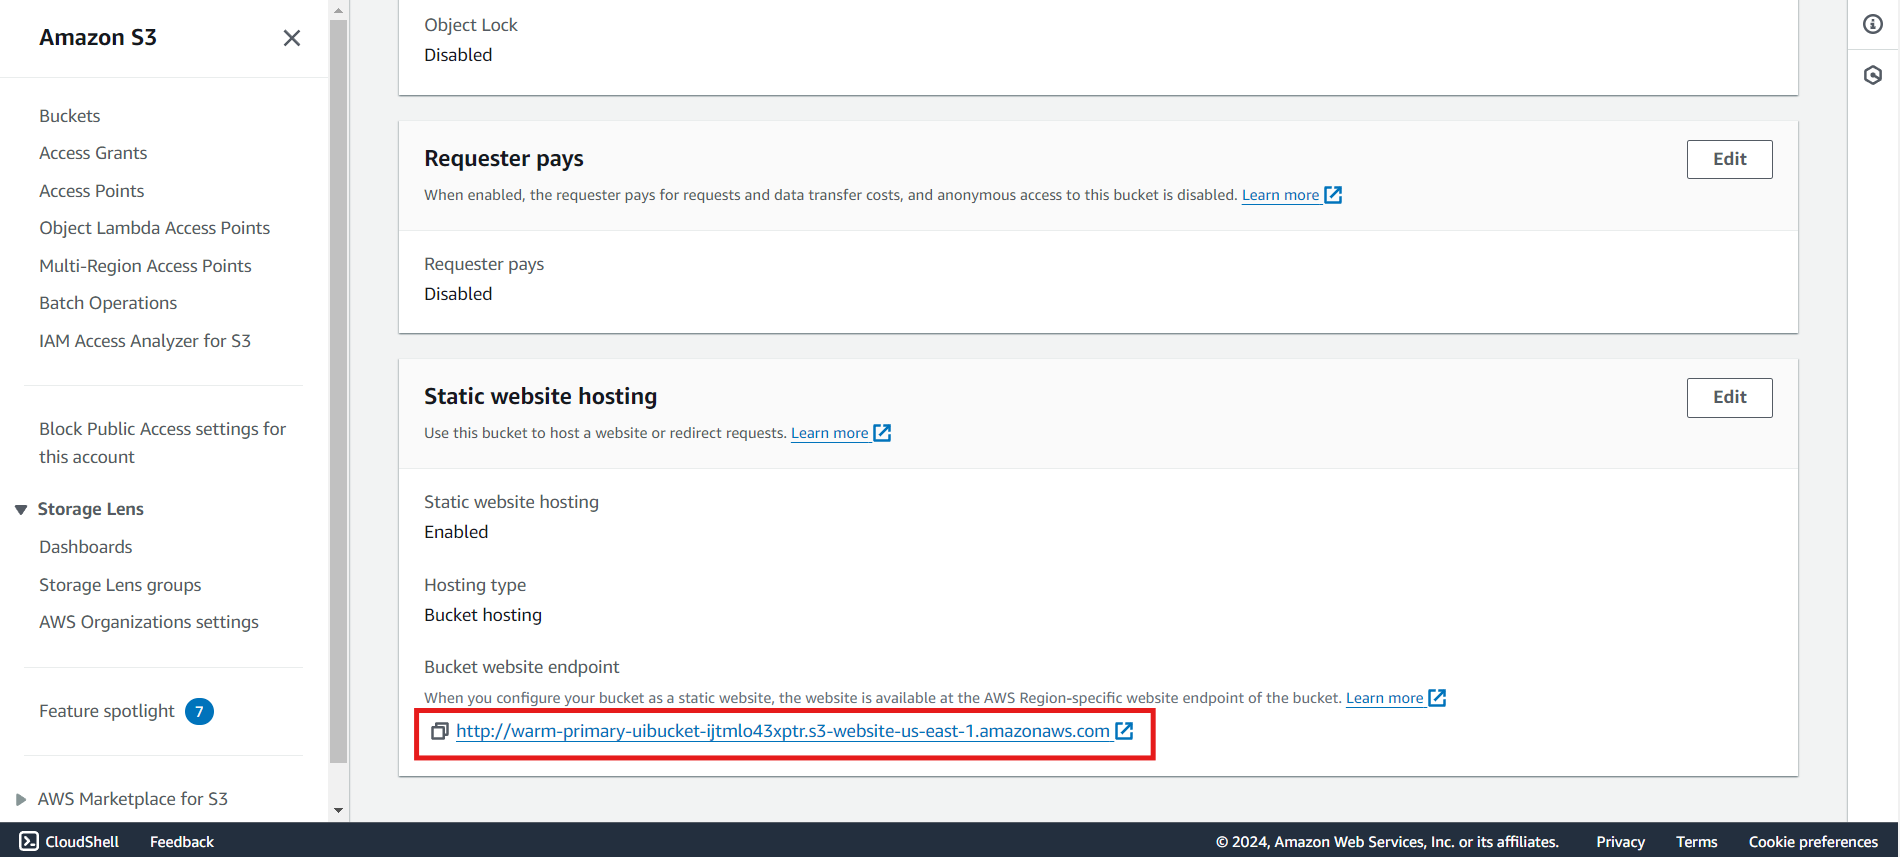 Amazon S3
Buckets
Access Grants
Access Points
Object Lambda Access Points
Multi-Region Access Points
Batch Operations
IAM Access Analyzer for S3
Block Public Access settings for
this account
Storage Lens
Dashboards
Storage Lens groups
AWS Organizations settings
Feature spotlight 7
AWS Marketplace for S3
Object Lock
Disabled
Requester pays
Edit
When enabled, the requester pays for requests and data transfer costs, and anonymous access to this bucket is disabled. Learn more
Requester pays
Disabled
Static website hosting
Edit
Use this bucket to host a website or redirect requests. Learn more
Static website hosting
Enabled
Hosting type
Bucket hosting
Bucket website endpoint
When you configure your bucket as a static website, the website is available at the AWS Region-specific website endpoint of the bucket. Learn more
http://warm-primary-uibucket-ijtmlo43xptr.s3-website-us-east-1.amazonaws.com
CloudShell Feedback © 2024, Amazon Web Services, Inc. or its affiliates. Privacy Terms Cookie preferences